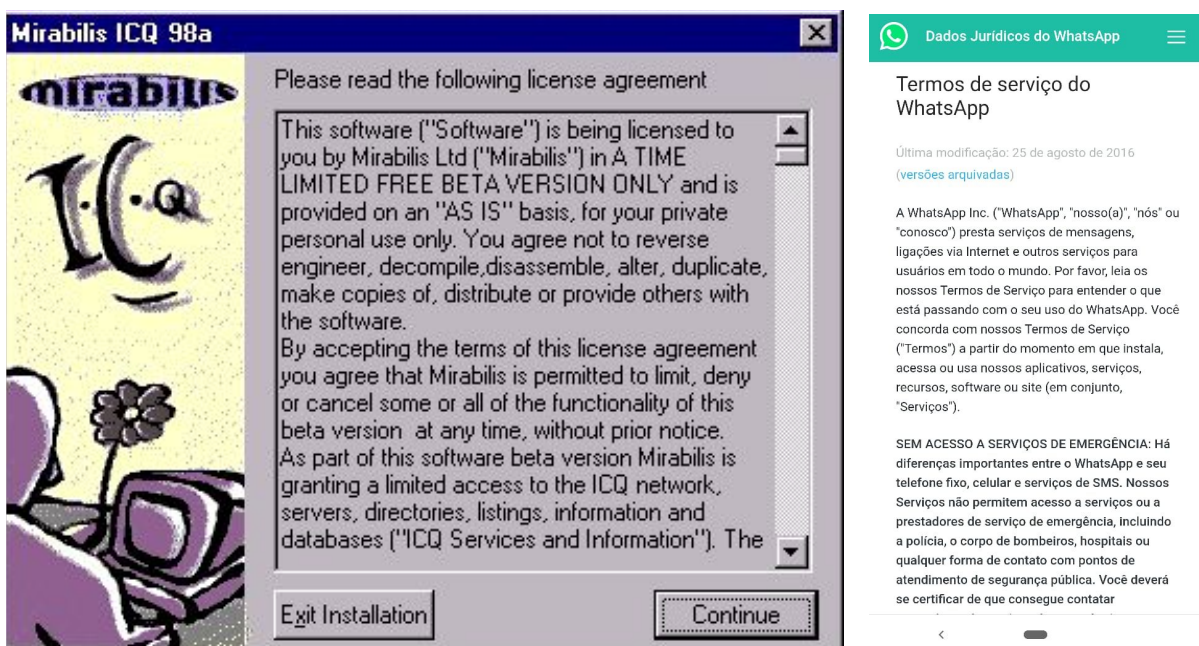 Mirabilis ICQ 98a
mirabilis
ICQ
Please read the following license agreement
This software ("Software") is being licensed to
you by Mirabilis Ltd ("Mirabilis") in A TIME
LIMITED FREE BETA VERSION ONLY and is
provided on an "AS IS" basis, for your private
personal use only. You agree not to reverse
engineer, decompile,disassemble, alter, duplicate,
make copies of, distribute or provide others with
the software.
By accepting the terms of this license agreement
you agree that Mirabilis is permitted to limit, deny
or cancel some or all of the functionality of this
beta version  at any time, without prior notice.
As part of this software beta version Mirabilis is
granting a limited access to the ICQ network,
servers, directories, listings, information and
databases ("ICQ Services and Information"). The
Exit Installation
Continue
Dados Jurídicos do WhatsApp
Termos de serviço do
WhatsApp
Última modificação: 25 de agosto de 2016
(versões arquivadas)
A WhatsApp Inc. ("WhatsApp", "nosso(a)", "nós" ou
"conosco") presta serviços de mensagens,
ligações via Internet e outros serviços para
usuários em todo o mundo. Por favor, leia os
nossos Termos de Serviço para entender o que
está passando com o seu uso do WhatsApp. Você
concorda com nossos Termos de Serviço
("Termos") a partir do momento em que instala,
acessa ou usa nossos aplicativos, serviços,
recursos, software ou site (em conjunto,
"Serviços").
SEM ACESSO A SERVIÇOS DE EMERGÊNCIA: Há
diferenças importantes entre o WhatsApp e seu
telefone fixo, celular e serviços de SMS. Nossos
Serviços não permitem acesso a serviços ou a
prestadores de serviço de emergência, incluindo
a polícia, o corpo de bombeiros, hospitais ou
qualquer forma de contato com pontos de
atendimento de segurança pública. Você deverá
se certificar de que consegue contatar